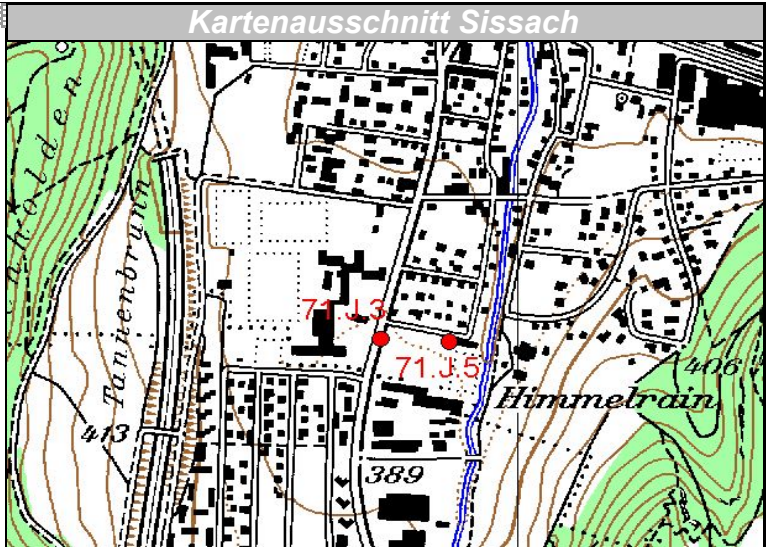 Kartenausschnitt Sissach
Tannenbrunn
71.J.3
71.J.5
406
Himmelrain
413
389